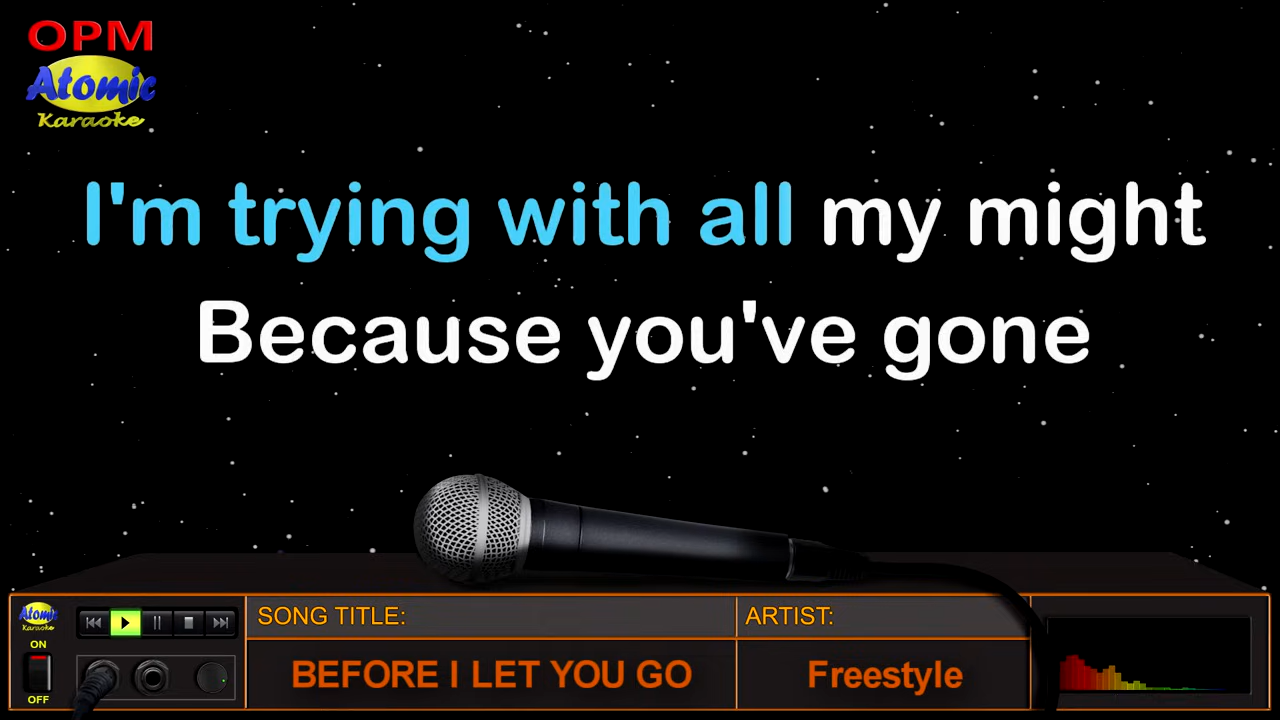 OPM
Atomic
Karaoke
I'm trying with all my might
Because you've gone
Atomic
Karaoke
ON
OFF
SONG TITLE:
BEFORE I LET YOU GO
ARTIST:
Freestyle